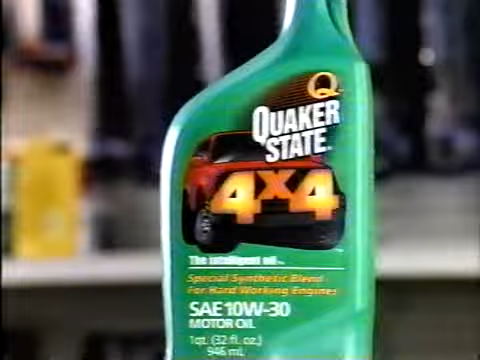 Q
QUAKER
STATE
4x4
The intelligent oil
Special Synthetic Blend
For Hard Working Engines
SAE 10W-30
MOTOR OIL
1qt. (32 fl. oz.)
946 mL